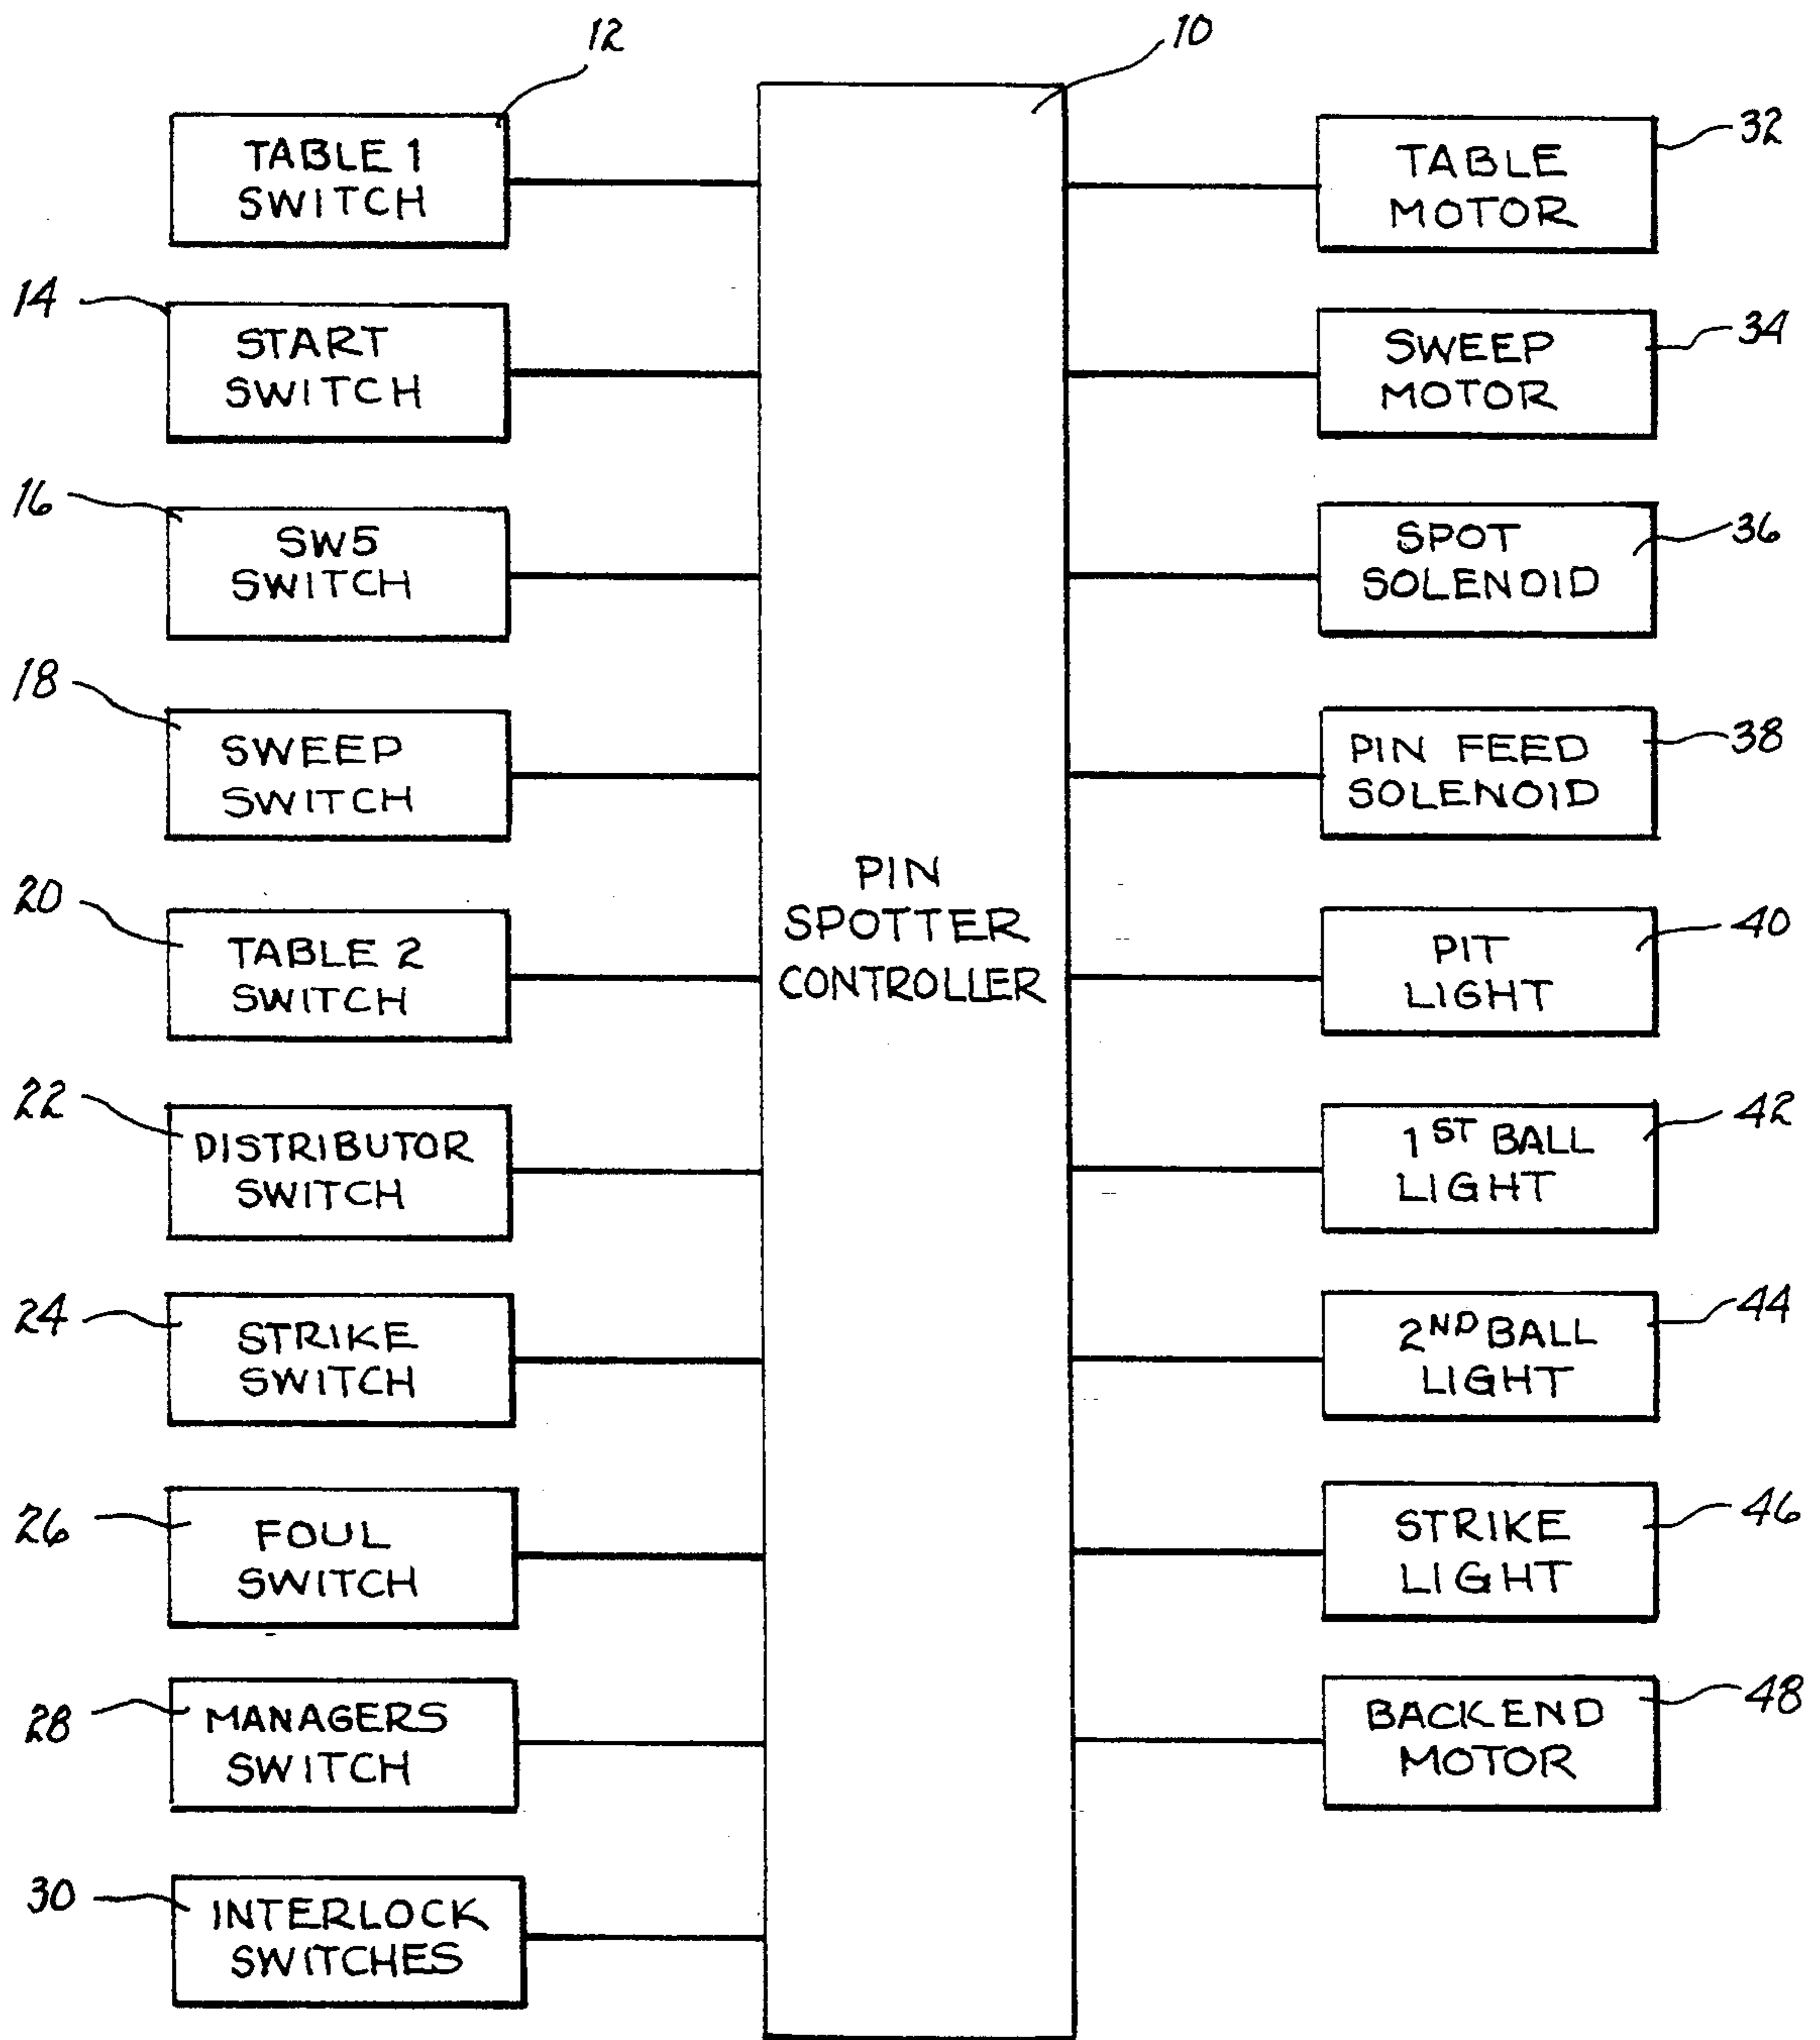 12
10
TABLE 1
SWITCH
14
START
SWITCH
16
SW5
SWITCH
18
SWEEP
SWITCH
20
TABLE 2
SWITCH
22
DISTRIBUTOR
SWITCH
24
STRIKE
SWITCH
26
FOUL
SWITCH
28
MANAGERS
SWITCH
30
INTERLOCK
SWITCHES
PIN
SPOTTER
CONTROLLER
TABLE
MOTOR
32
SWEEP
MOTOR
34
SPOT
SOLENOID
36
PIN FEED
SOLENOID
38
PIT
LIGHT
40
1ST BALL
LIGHT
42
2ND BALL
LIGHT
44
STRIKE
LIGHT
46
BACK END
MOTOR
48